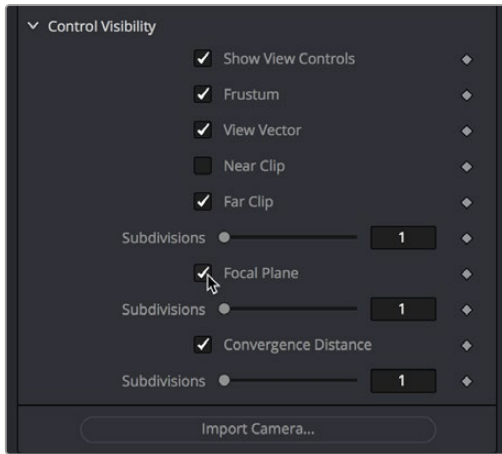 Control Visibility
Show View Controls
Frustum
View Vector
Near Clip
Far Clip
Subdivisions 1
Focal Plane
Subdivisions 1
Convergence Distance
Subdivisions 1
Import Camera...